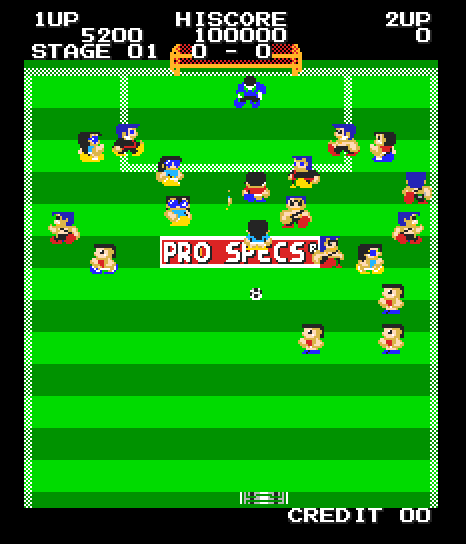 1UP HISCORE 2UP
5200 100000 0
STAGE 01 0 - 0
PRO SPECS®
CREDIT 00